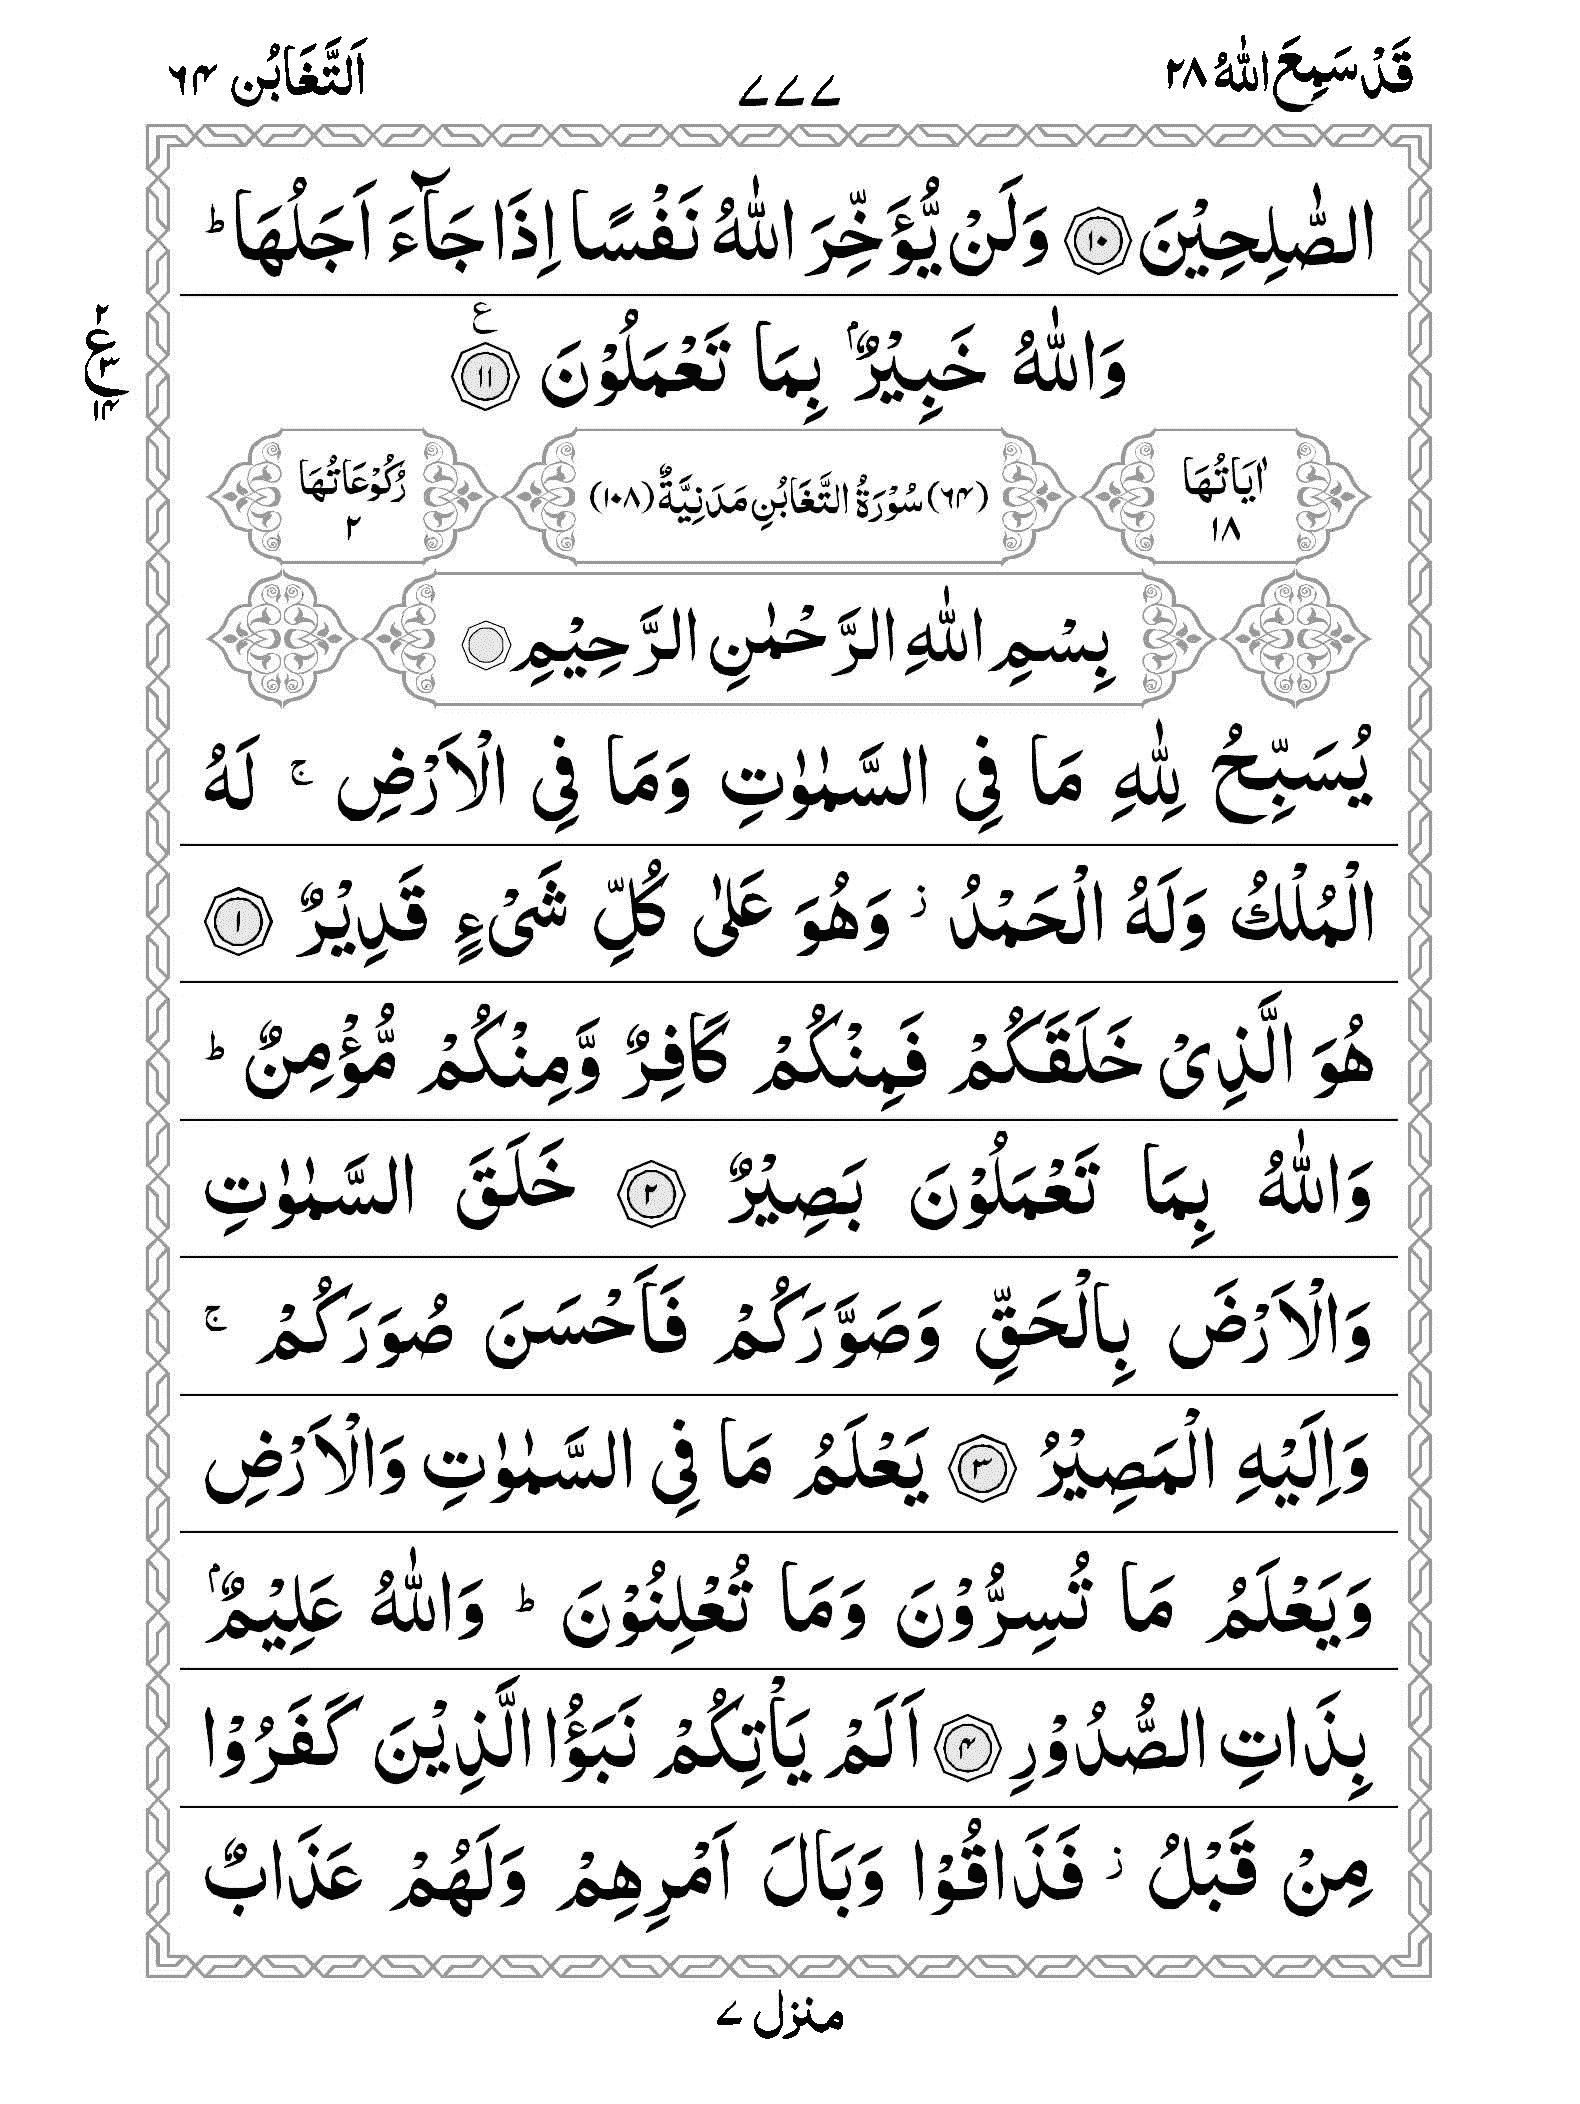 قَدْ سَمِعَ اللّٰهُ ٢٨
٧٧٧
اَلتَّغَابُن ٦٤
الصّٰلِحِيْنَ ١٠ وَلَنْ يُّؤَخِّرَ اللّٰهُ نَفْسًا اِذَا جَآءَ اَجَلُهَا ؕ
وَاللّٰهُ خَبِيْرٌۢ بِمَا تَعْمَلُوْنَ ١١ ع
٢
ع
٣
١٤
اٰيَاتُهَا
١٨
(٦٤) سُوْرَةُ التَّغَابُنِ مَدَنِيَّةٌ (١٠٨)
رُكُوْعَاتُهَا
٢
بِسْمِ اللّٰهِ الرَّحْمٰنِ الرَّحِيْمِ
يُسَبِّحُ لِلّٰهِ مَا فِي السَّمٰوٰتِ وَمَا فِي الْاَرْضِ ۚ لَهُ
الْمُلْكُ وَلَهُ الْحَمْدُ ز وَهُوَ عَلٰى كُلِّ شَيْءٍ قَدِيْرٌ ١
هُوَ الَّذِيْ خَلَقَكُمْ فَمِنْكُمْ كَافِرٌ وَّمِنْكُمْ مُّؤْمِنٌ ؕ
وَاللّٰهُ بِمَا تَعْمَلُوْنَ بَصِيْرٌ ٢ خَلَقَ السَّمٰوٰتِ
وَالْاَرْضَ بِالْحَقِّ وَصَوَّرَكُمْ فَاَحْسَنَ صُوَرَكُمْ ۚ
وَاِلَيْهِ الْمَصِيْرُ ٣ يَعْلَمُ مَا فِي السَّمٰوٰتِ وَالْاَرْضِ
وَيَعْلَمُ مَا تُسِرُّوْنَ وَمَا تُعْلِنُوْنَ ؕ وَاللّٰهُ عَلِيْمٌۢ
بِذَاتِ الصُّدُوْرِ ٤ اَلَمْ يَاْتِكُمْ نَبَؤُا الَّذِيْنَ كَفَرُوْا
مِنْ قَبْلُ ز فَذَاقُوْا وَبَالَ اَمْرِهِمْ وَلَهُمْ عَذَابٌ
منزل ٧